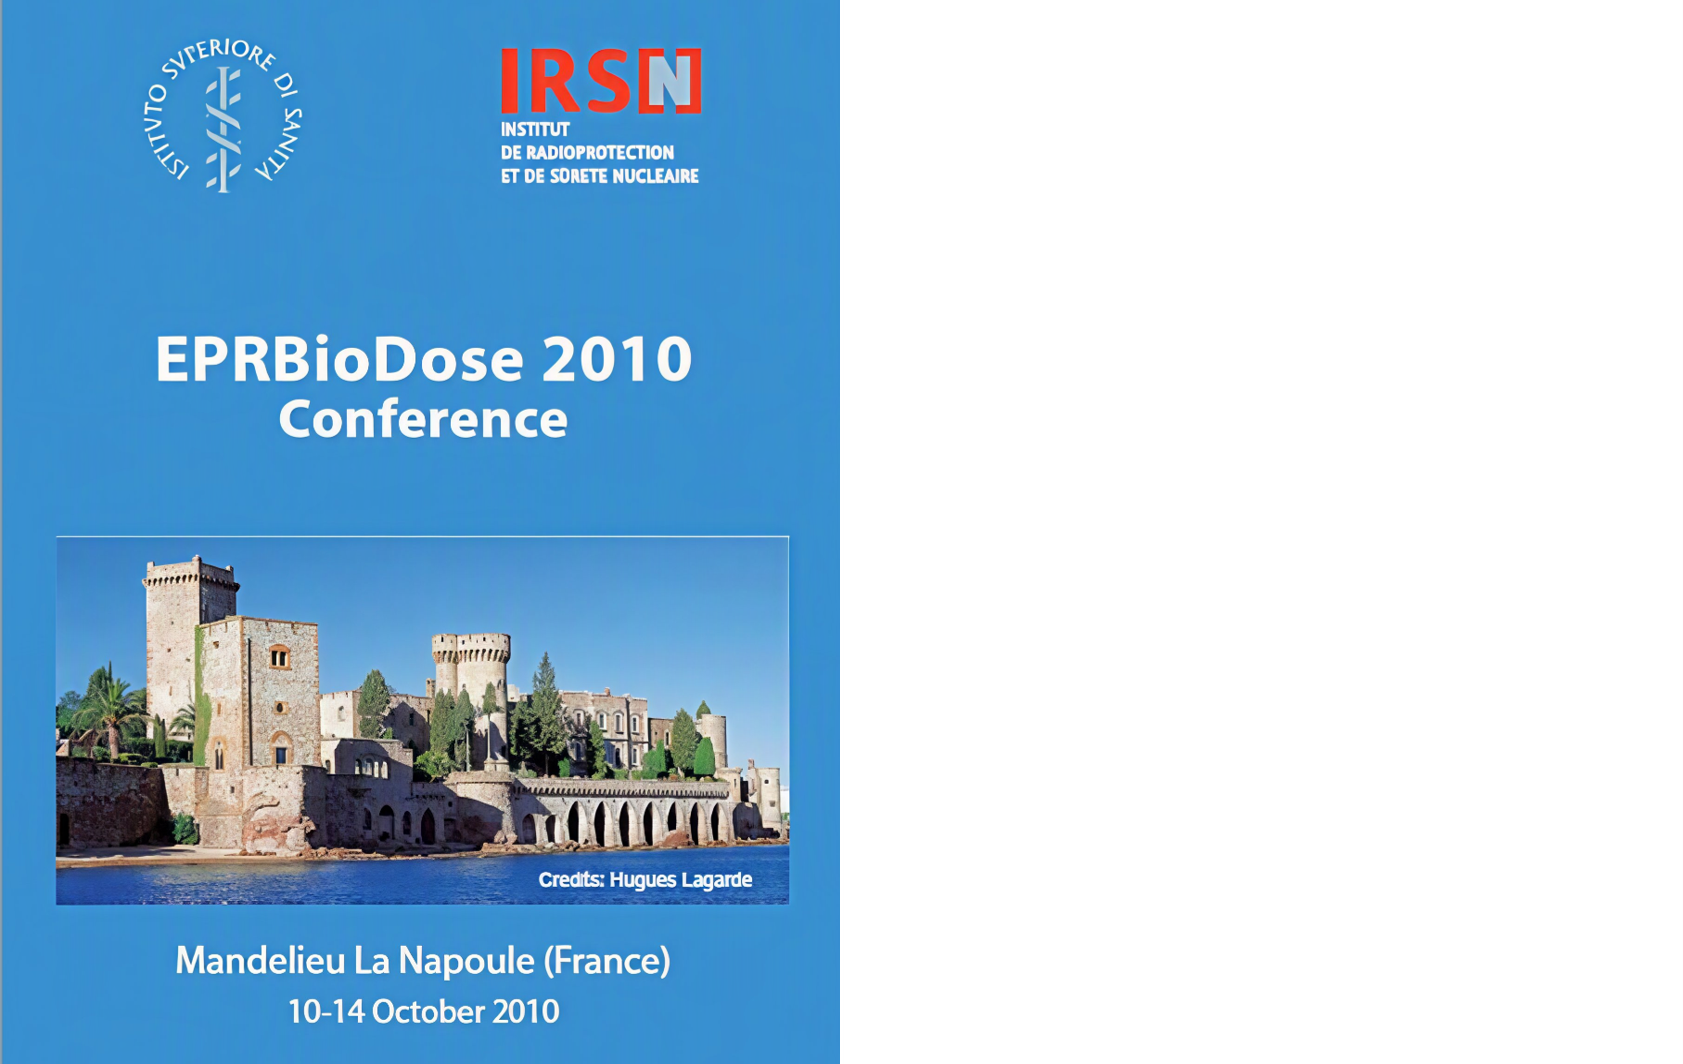 ISTITVTO SVPERIORE DI SANITÀ
IRSN
INSTITUT
DE RADIOPROTECTION
ET DE SÛRETÉ NUCLÉAIRE
EPRBioDose 2010
Conference
Credits: Hugues Lagarde
Mandelieu La Napoule (France)
10-14 October 2010